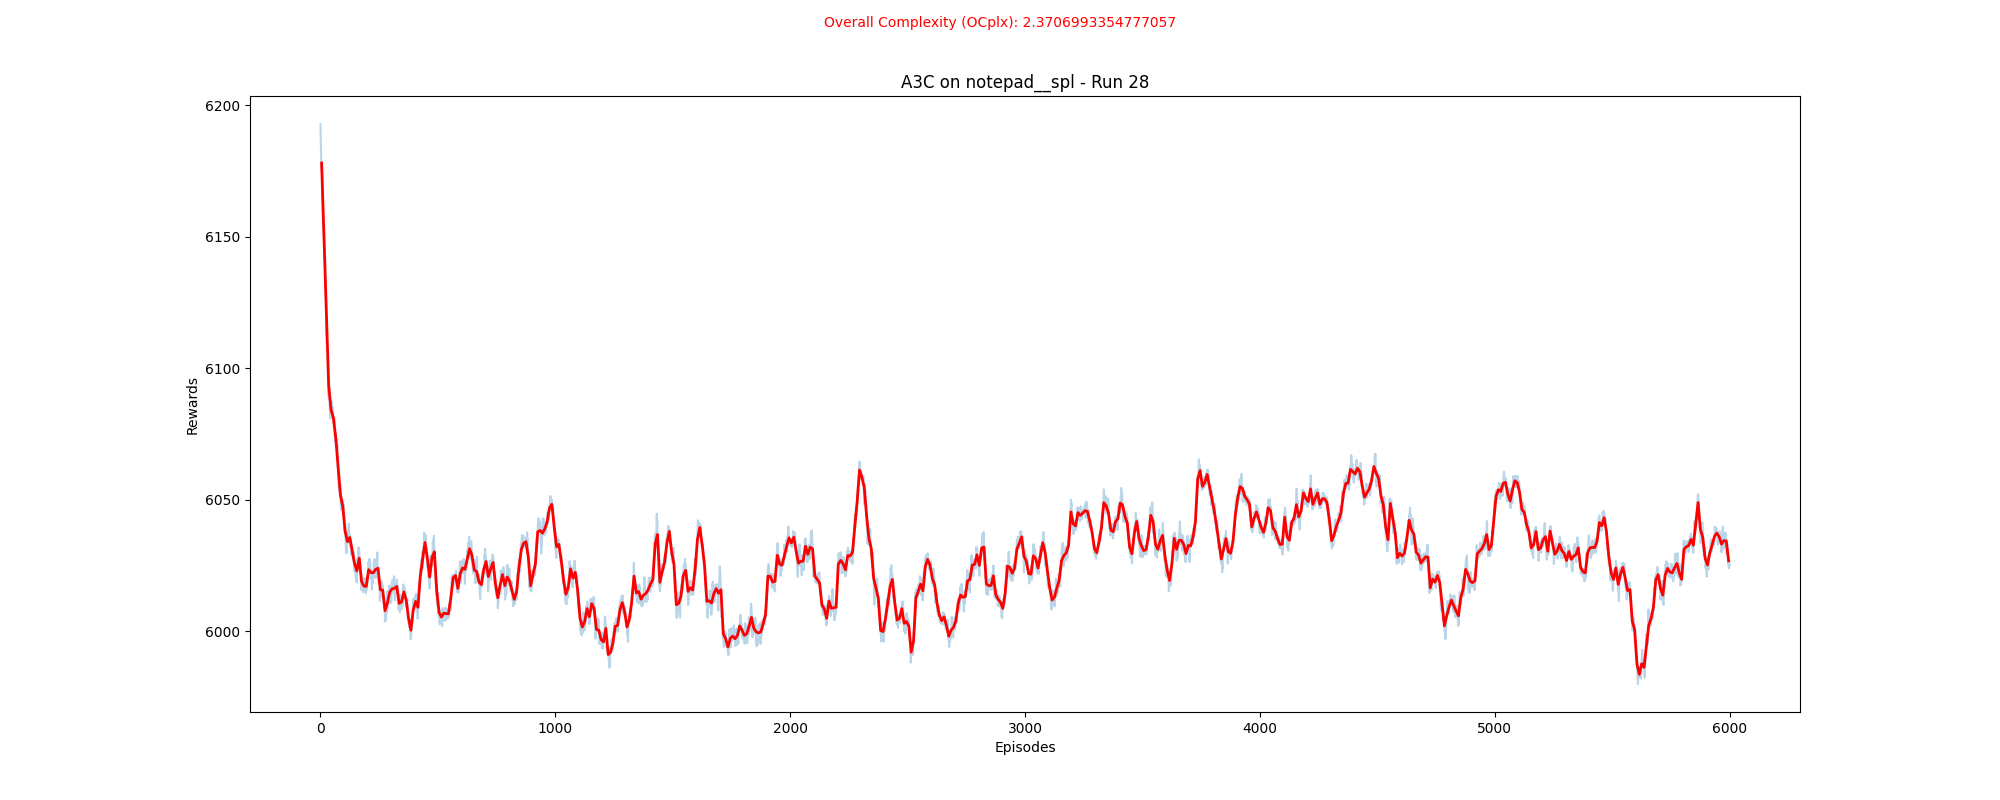 Overall Complexity (OCplx): 2.3706993354777057
A3C on notepad__spl - Run 28
6200
6150
6100
6050
6000
Rewards
0 1000 2000 3000 4000 5000 6000
Episodes